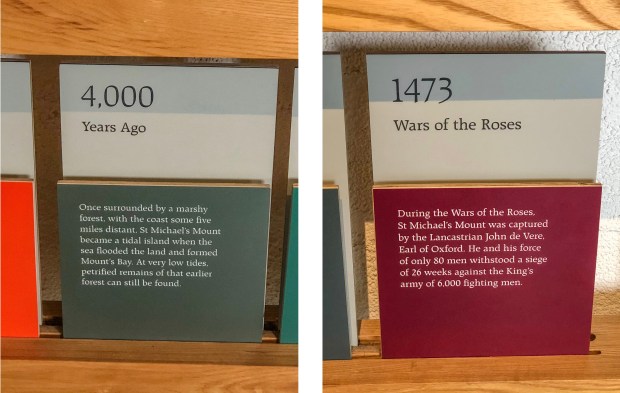 4,000
Years Ago
Once surrounded by a marshy
forest, with the coast some five
miles distant, St Michael's Mount
became a tidal island when the
sea flooded the land and formed
Mount's Bay. At very low tides,
petrified remains of that earlier
forest can still be found.
1473
Wars of the Roses
During the Wars of the Roses,
St Michael's Mount was captured
by the Lancastrian John de Vere,
Earl of Oxford. He and his force
of only 80 men withstood a siege
of 26 weeks against the King's
army of 6,000 fighting men.